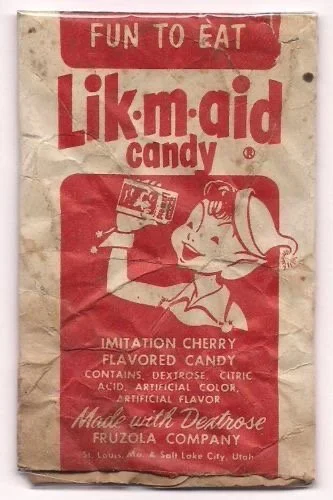 FUN TO EAT
Lik·m·aid
candy ®
IMITATION CHERRY
FLAVORED CANDY
CONTAINS, DEXTROSE, CITRIC
ACID, ARTIFICIAL COLOR,
ARTIFICIAL FLAVOR
Made with Dextrose
FRUZOLA COMPANY
St. Louis, Mo. & Salt Lake City, Utah